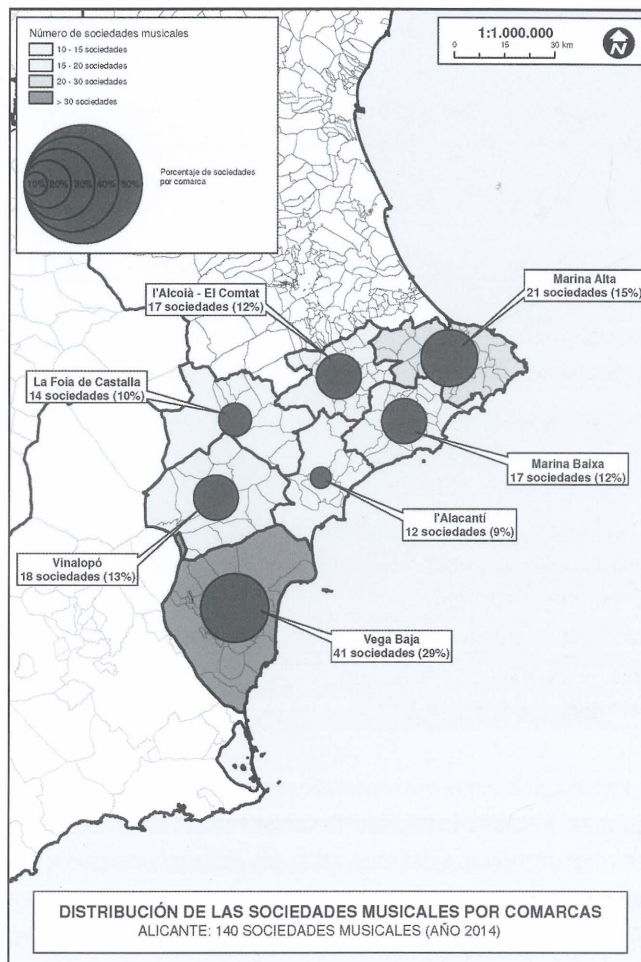 Número de sociedades musicales
10 - 15 sociedades
15 - 20 sociedades
20 - 30 sociedades
> 30 sociedades
10% 20% 30% 40% 50%
Porcentaje de sociedades
por comarca
1:1.000.000
0 15 30 km
N
Marina Alta
21 sociedades (15%)
l'Alcoià - El Comtat
17 sociedades (12%)
La Foia de Castalla
14 sociedades (10%)
Marina Baixa
17 sociedades (12%)
l'Alacantí
12 sociedades (9%)
Vinalopó
18 sociedades (13%)
Vega Baja
41 sociedades (29%)
DISTRIBUCIÓN DE LAS SOCIEDADES MUSICALES POR COMARCAS
ALICANTE: 140 SOCIEDADES MUSICALES (AÑO 2014)